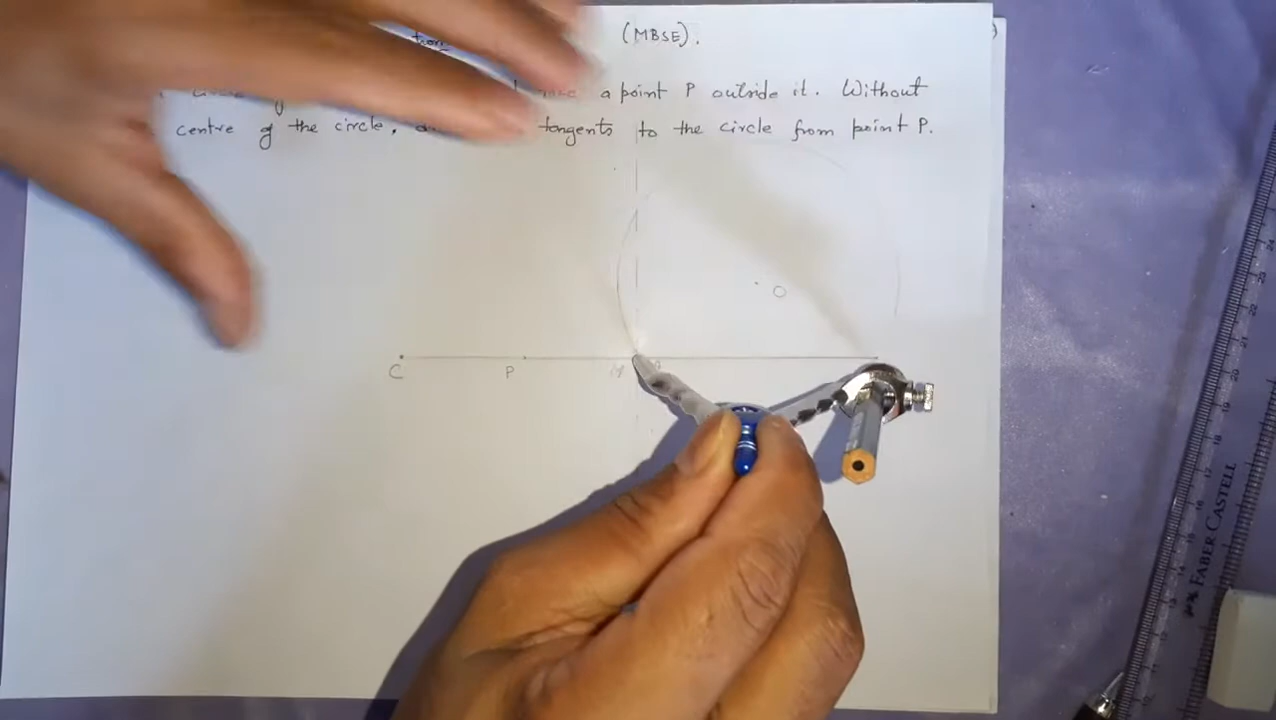 (MBSE).
a point P outside it. Without
centre of the circle, tangents to the circle from point P.
O
C P
FABER CASTELL